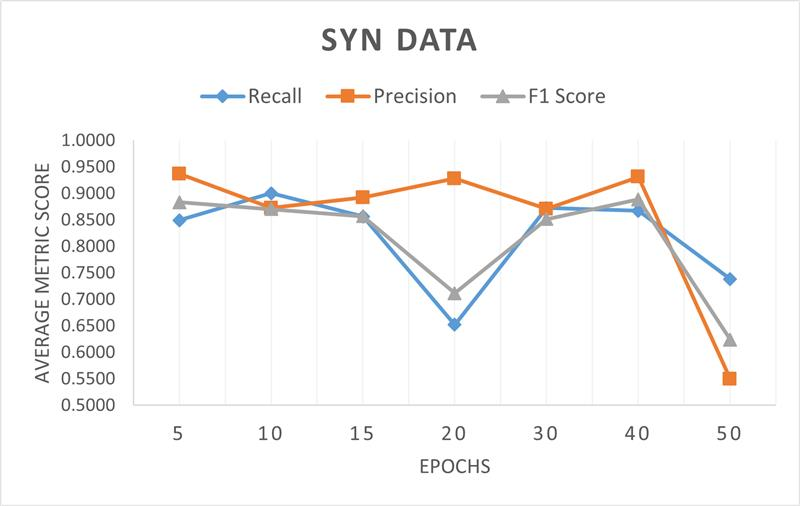 SYN DATA
Recall Precision F1 Score
1.0000
0.9500
0.9000
0.8500
0.8000
0.7500
0.7000
0.6500
0.6000
0.5500
0.5000
AVERAGE METRIC SCORE
5 10 15 20 30 40 50
EPOCHS